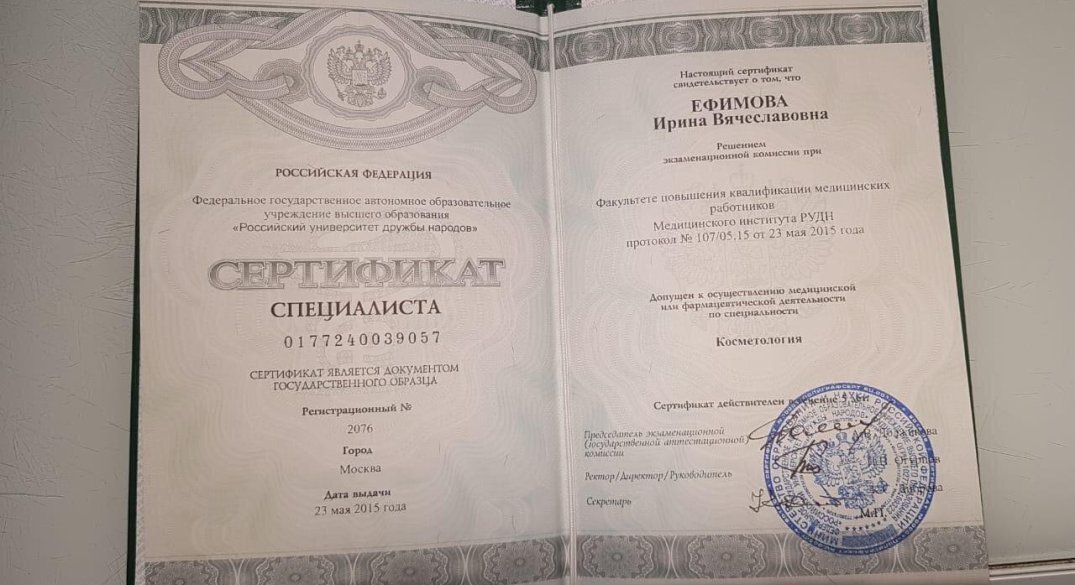 РОССИЙСКАЯ ФЕДЕРАЦИЯ
Федеральное государственное автономное образовательное
учреждение высшего образования
«Российский университет дружбы народов»
СЕРТИФИКАТ
СПЕЦИАЛИСТА
0177240039057
СЕРТИФИКАТ ЯВЛЯЕТСЯ ДОКУМЕНТОМ
ГОСУДАРСТВЕННОГО ОБРАЗЦА
Регистрационный №
2076
Город
Москва
Дата выдачи
23 мая 2015 года
Настоящий сертификат
свидетельствует о том, что
ЕФИМОВА
Ирина Вячеславовна
Решением
экзаменационной комиссии при
Факультете повышения квалификации медицинских
работников
Медицинского института РУДН
протокол № 107/05.15 от 23 мая 2015 года
Допущен к осуществлению медицинской
или фармацевтической деятельности
по специальности
Косметология
Сертификат действителен в течение 5 лет
Председатель экзаменационной
(государственной аттестационной)
комиссии
Ректор/Директор/Руководитель
Секретарь
М.П.